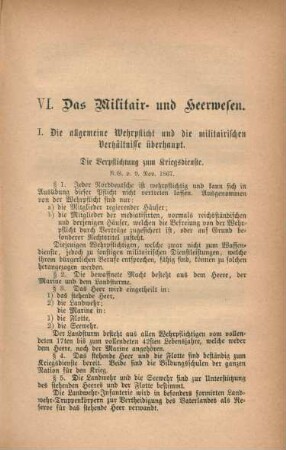 VI. Das Militair- und Heerwesen.
I. Die allgemeine Wehrpflicht und die militairischen
Verhältnisse überhaupt.
Die Verpflichtung zum Kriegsdienste.
R.G. v. 9. Nov. 1867.
§ 1. Jeder Norddeutsche ist wehrpflichtig und kann sich in
Ausübung dieser Pflicht nicht vertreten lassen. Ausgenommen
von der Wehrpflicht sind nur:
a) die Mitglieder regierender Häuser;
b) die Mitglieder der mediatisirten, vormals reichsständischen
und derjenigen Häuser, welchen die Befreiung von der Wehrpflicht
durch Verträge zugesichert ist, oder auf Grund be-
sonderer Rechtstitel zusteht.
Diejenigen Wehrpflichtigen, welche zwar nicht zum Waffen-
dienste, jedoch zu sonstigen militairischen Dienstleistungen, welche
ihrem bürgerlichen Berufe entsprechen, fähig sind, können zu solchen
herangezogen werden.
§ 2. Die bewaffnete Macht besteht aus dem Heere, der
Marine und dem Landsturme.
§ 3. Das Heer wird eingetheilt in:
1) das stehende Heer,
2) die Landwehr;
die Marine in:
1) die Flotte,
2) die Seewehr.
Der Landsturm besteht aus allen Wehrpflichtigen vom vollen-
deten 17ten bis zum vollendeten 42sten Lebensjahre, welche weder
dem Heere, noch der Marine angehören.
§ 4. Das stehende Heer und die Flotte sind beständig zum
Kriegsdienste bereit. Beide sind die Bildungsschulen der ganzen
Nation für den Krieg.
§ 5. Die Landwehr und die Seewehr sind zur Unterstützung
des stehenden Heeres und der Flotte bestimmt.
Die Landwehr-Infanterie wird in besonders formirten Land-
wehr-Truppenkörpern zur Vertheidigung des Vaterlandes als Re-
serve für das stehende Heer verwandt.